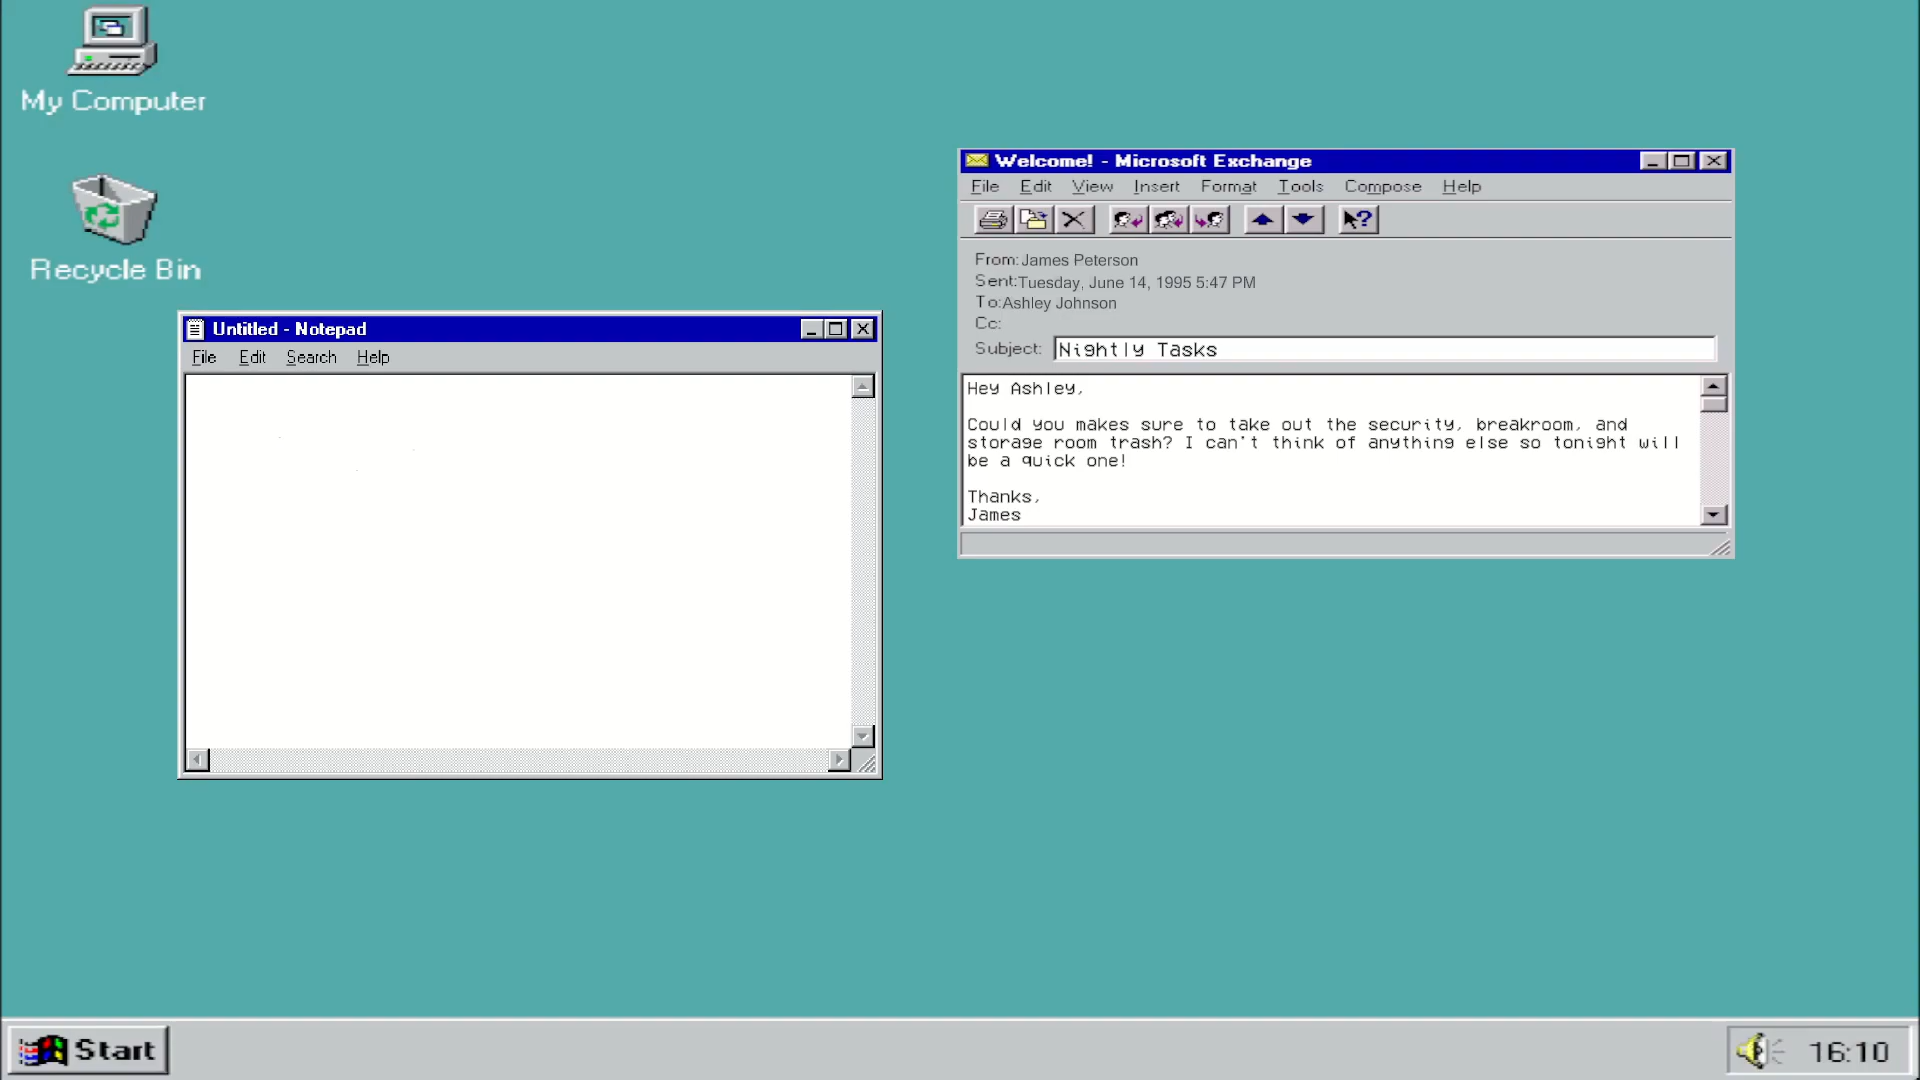 My Computer
Recycle Bin
Untitled - Notepad
File Edit Search Help
Welcome! - Microsoft Exchange
File Edit View Insert Format Tools Compose Help
From: James Peterson
Sent: Tuesday, June 14, 1995 5:47 PM
To: Ashley Johnson
Cc:
Subject: Nightly Tasks
Hey Ashley,
Could you makes sure to take out the security, breakroom, and
storage room trash? I can't think of anything else so tonight will
be a quick one!
Thanks,
James
Start
16:10